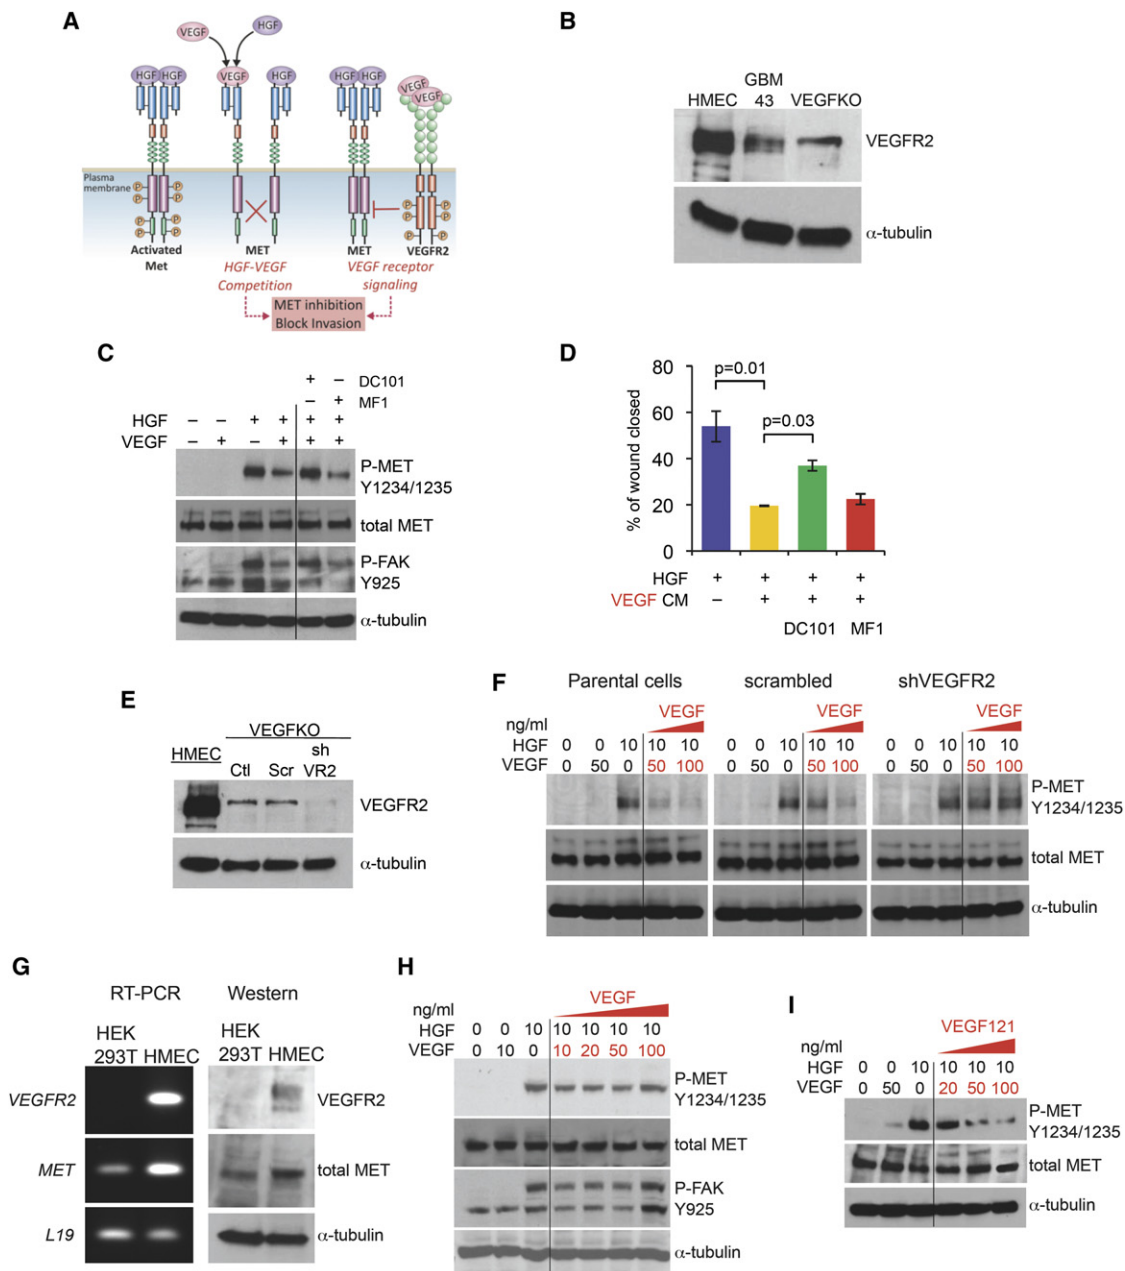 A
VEGF HGF
HGF HGF VEGF HGF HGF HGF VEGF VEGF
Plasma
membrane
P P P P P P P P P P P P
Activated
Met
MET
MET
VEGFR2
HGF-VEGF
Competition
VEGF receptor
signaling
MET inhibition
Block Invasion
B
GBM
HMEC 43 VEGFKO
VEGFR2
α-tubulin
C
+ – DC101
– + MF1
HGF – – + + + +
VEGF – + – + + +
P-MET
Y1234/1235
total MET
P-FAK
Y925
α-tubulin
D
80
60
40
20
0
% of wound closed
p=0.01
p=0.03
HGF + + + +
VEGF CM – + + +
DC101 MF1
E
VEGFKO
HMEC sh
Ctl Scr VR2
VEGFR2
α-tubulin
F
Parental cells scrambled shVEGFR2
VEGF VEGF VEGF
ng/ml
HGF 0 0 10 10 10 0 0 10 10 10 0 0 10 10 10
VEGF 0 50 0 50 100 0 50 0 50 100 0 50 0 50 100
P-MET
Y1234/1235
total MET
α-tubulin
G
RT-PCR Western
HEK HEK
293T HMEC 293T HMEC
VEGFR2 VEGFR2
MET total MET
L19 α-tubulin
H
VEGF
ng/ml
HGF 0 0 10 10 10 10 10
VEGF 0 10 0 10 20 50 100
P-MET
Y1234/1235
total MET
P-FAK
Y925
α-tubulin
I
VEGF121
ng/ml
HGF 0 0 10 10 10 10
VEGF 0 50 0 20 50 100
P-MET
Y1234/1235
total MET
α-tubulin